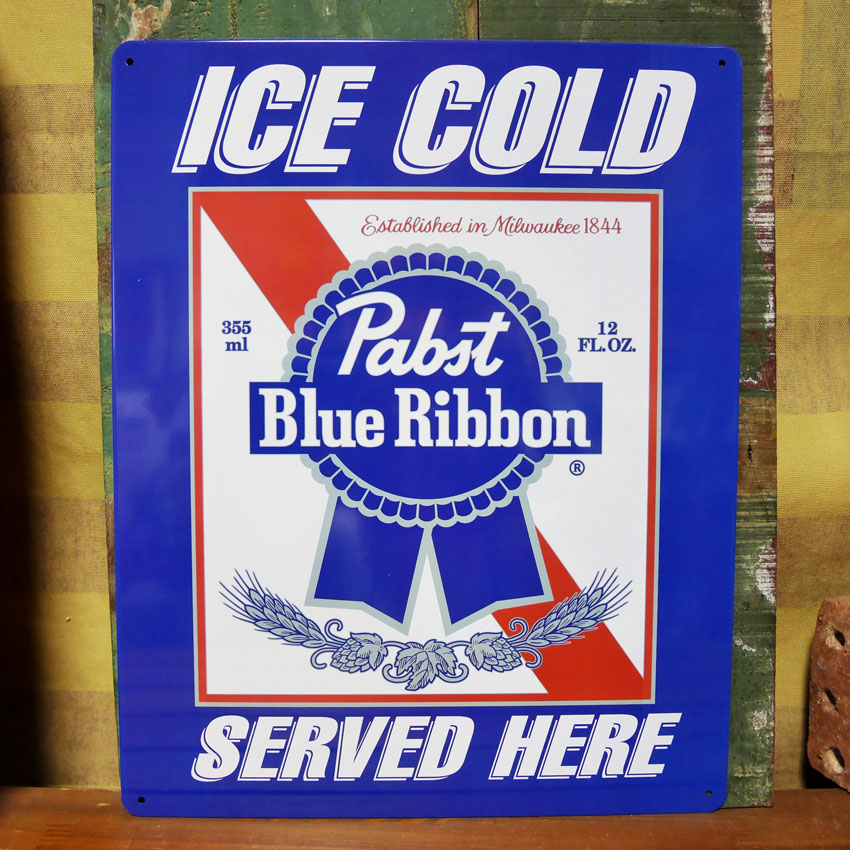 ICE COLD
Established in Milwaukee 1844
355
ml
12
FL.OZ.
Pabst
Blue Ribbon
®
SERVED HERE